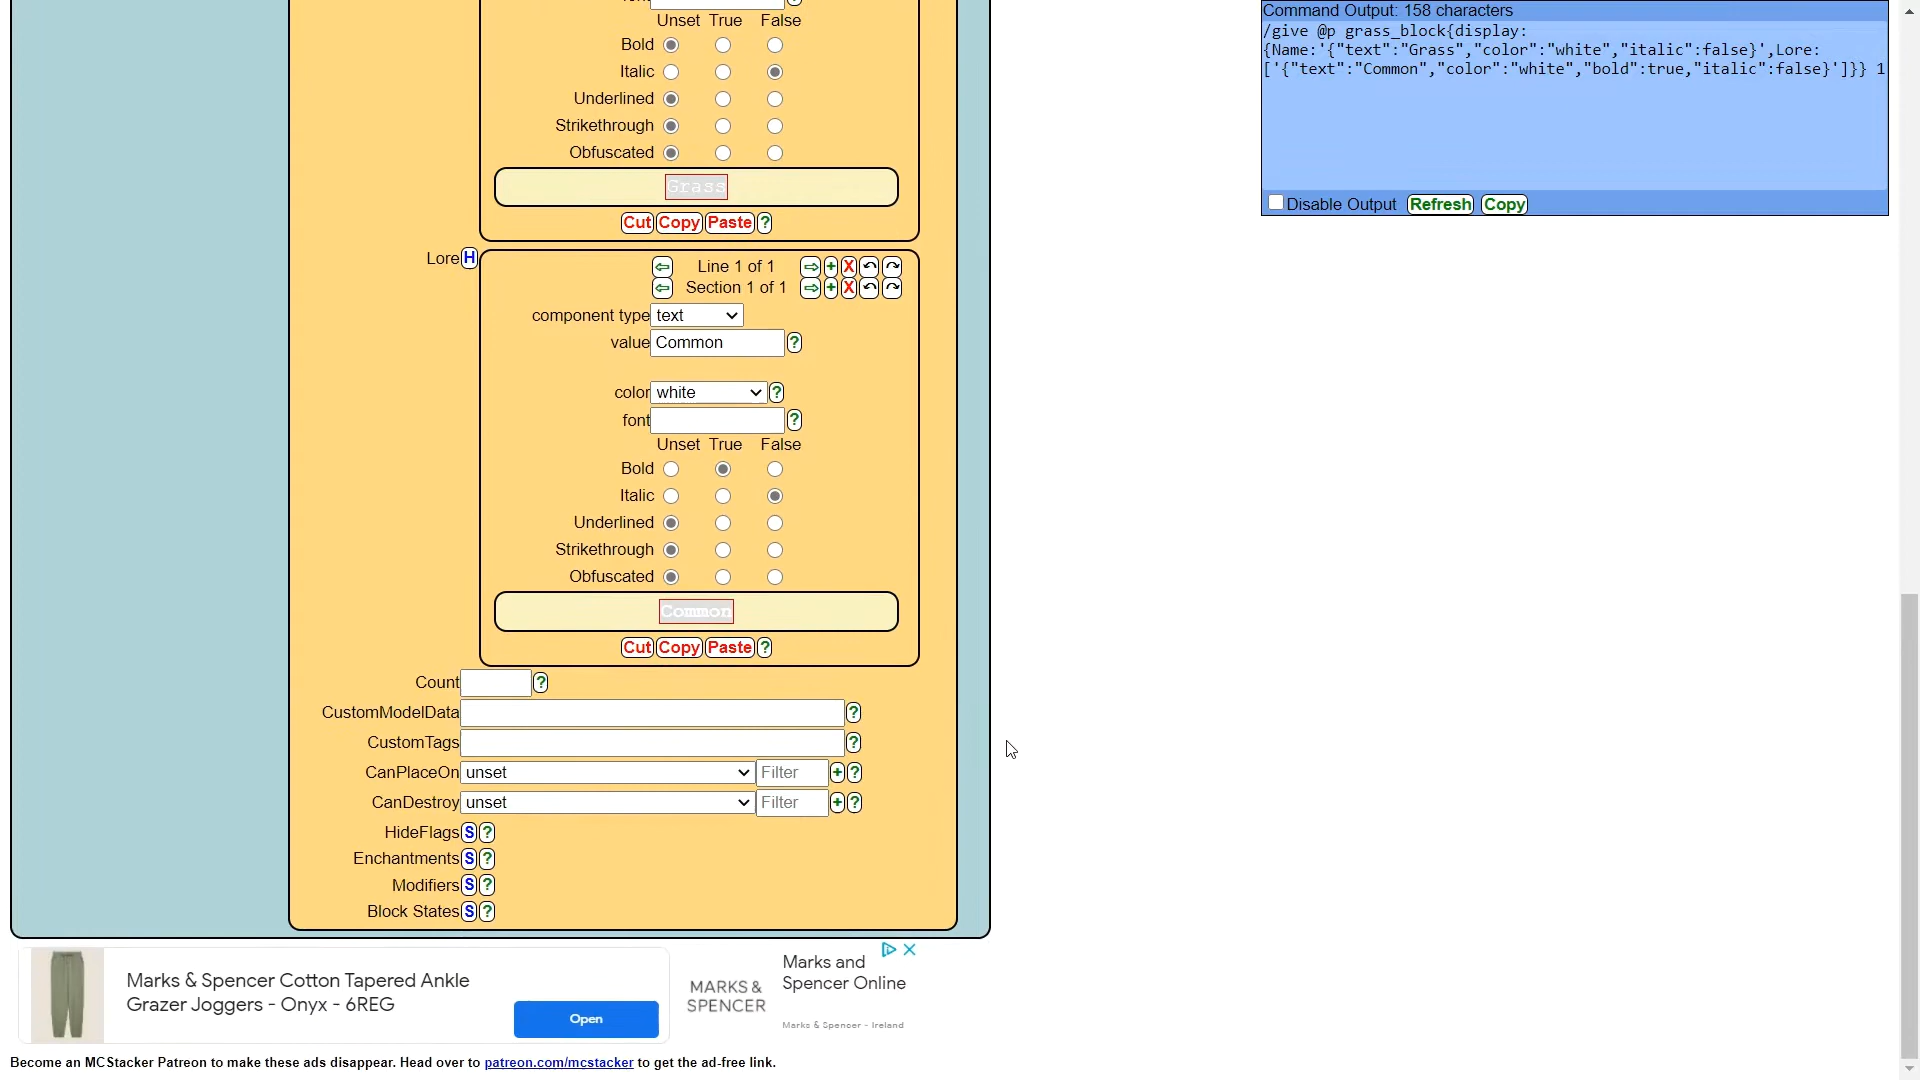 Unset True False
Bold
Italic
Underlined
Strikethrough
Obfuscated
Grass
Cut Copy Paste ?
Lore H
⇦ Line 1 of 1 ⇨ + X ↶ ↷
⇦ Section 1 of 1 ⇨ + X ↶ ↷
component type text
value Common ?
color white ?
font ?
Unset True False
Bold
Italic
Underlined
Strikethrough
Obfuscated
Common
Cut Copy Paste ?
Count ?
CustomModelData ?
CustomTags ?
CanPlaceOn unset Filter + ?
CanDestroy unset Filter + ?
HideFlags S ?
Enchantments S ?
Modifiers S ?
Block States S ?
Command Output: 158 characters
/give @p grass_block{display:
{Name:'{"text":"Grass","color":"white","italic":false}',Lore:
['{"text":"Common","color":"white","bold":true,"italic":false}']}} 1
Disable Output Refresh Copy
Marks & Spencer Cotton Tapered Ankle
Grazer Joggers - Onyx - 6REG
Open
MARKS &
SPENCER
Marks and
Spencer Online
Marks & Spencer - Ireland
Become an MCStacker Patreon to make these ads disappear. Head over to patreon.com/mcstacker to get the ad-free link.